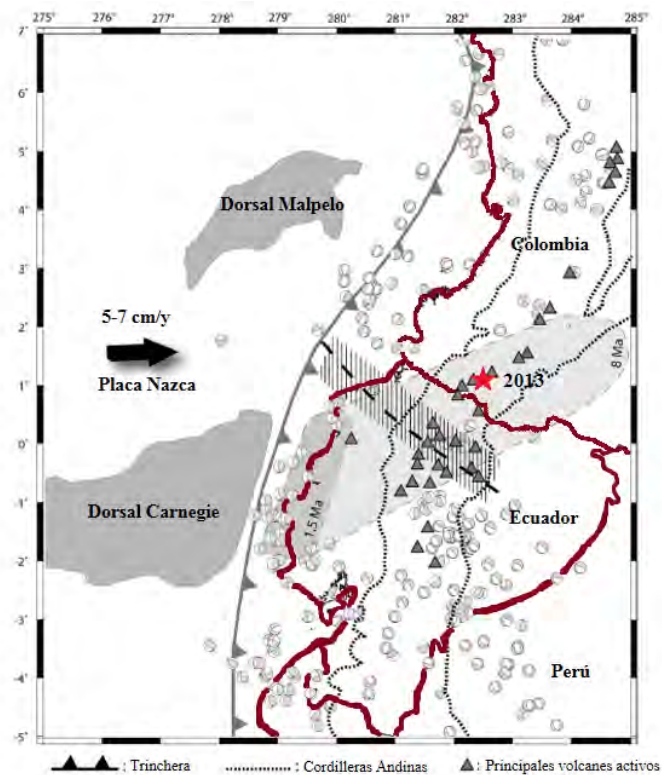 275° 276° 277° 278° 279° 280° 281° 282° 283° 284° 285°
7°
6°
5°
4°
3°
2°
1°
0°
-1°
-2°
-3°
-4°
-5°
Dorsal Malpelo
Colombia
5-7 cm/y
Placa Nazca
8 Ma
2013
Dorsal Carnegie
1.5 Ma
Ecuador
Perú
: Trinchera : Cordilleras Andinas : Principales volcanes activos